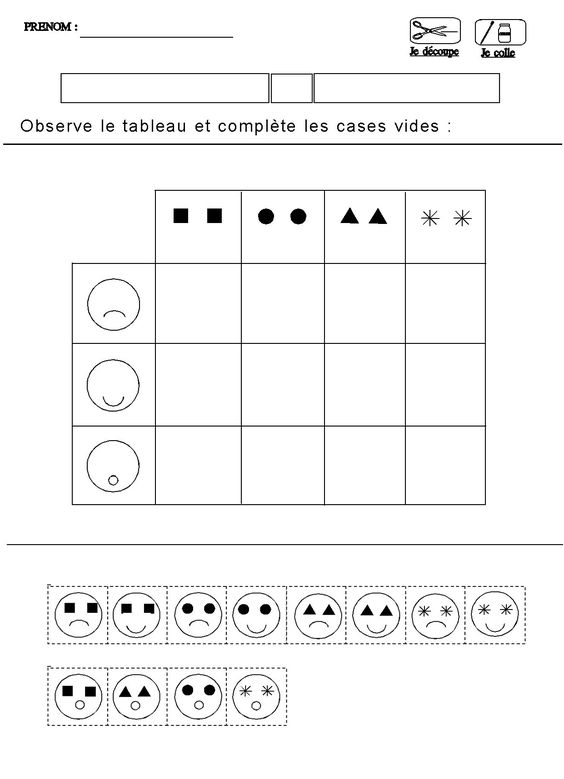 PRENOM :
Je découpe
Je colle
Observe le tableau et complète les cases vides :